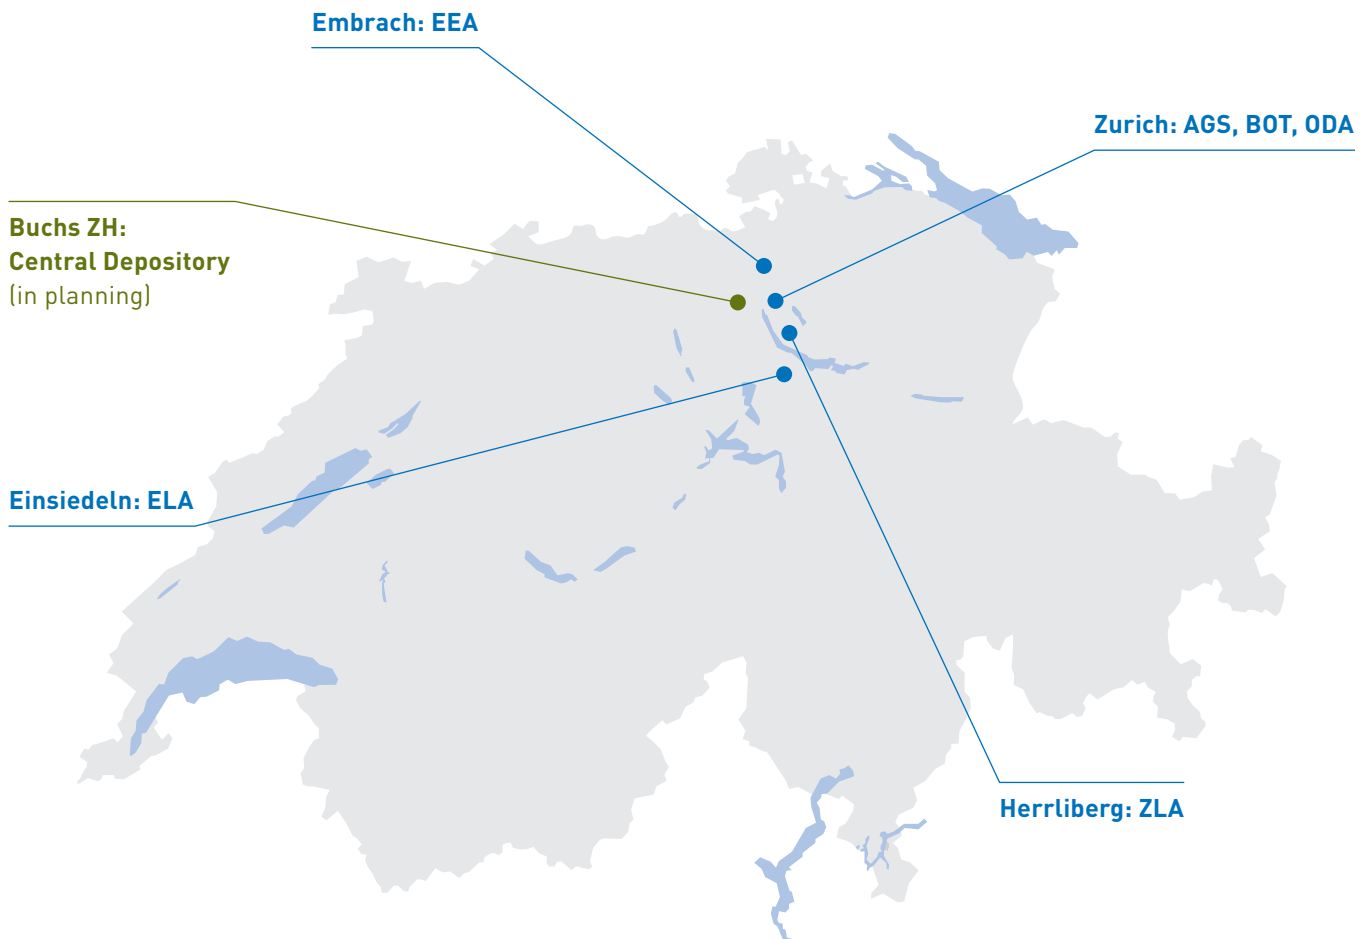 Embrach: EEA
Zurich: AGS, BOT, ODA
Buchs ZH:
Central Depository
(in planning)
Einsiedeln: ELA
Herrliberg: ZLA